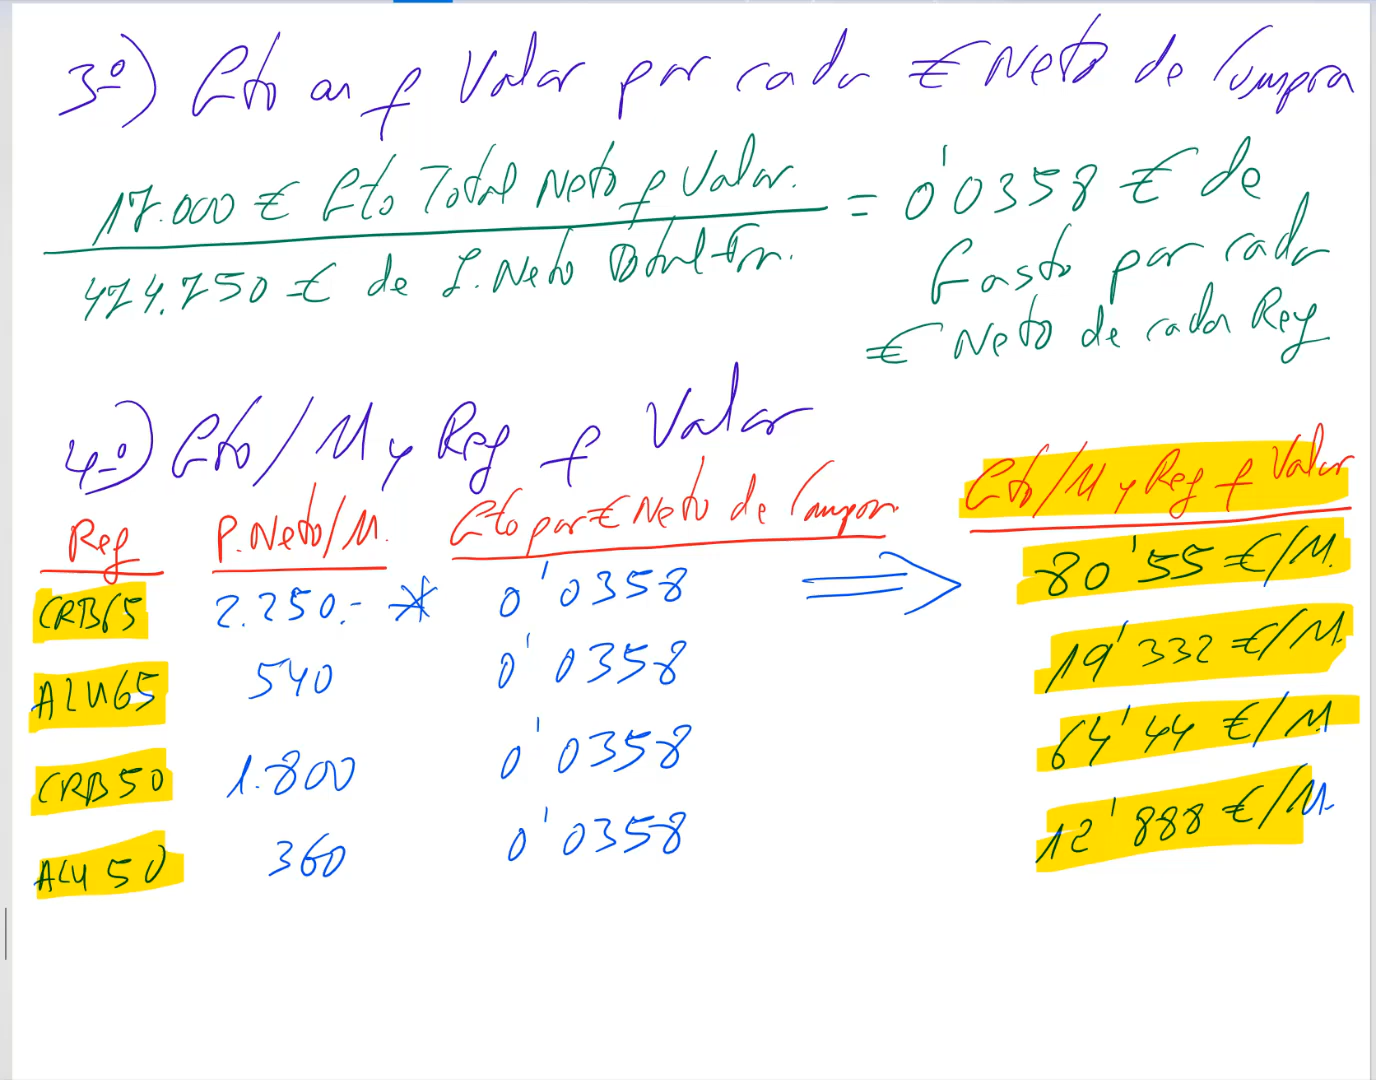 3º) Gto en f Valor por cada € Neto de Compra
17.000 € Gto Total Neto f Valor. = 0'0358 € de
474.750 € de I. Neto Total Fra. Gasto por cada
€ Neto de cada Ref
4º) Gto/M y Ref f Valor
Ref P.Neto/M. Gto por € Neto de Compra. Gto/M y Ref f Valor
CRB65 2.250.- * 0'0358 ⇒ 80'55 €/M.
ALU65 540 0'0358 19'332 €/M.
CRB50 1.800 0'0358 64'44 €/M
ALU50 360 0'0358 12'888 €/M.